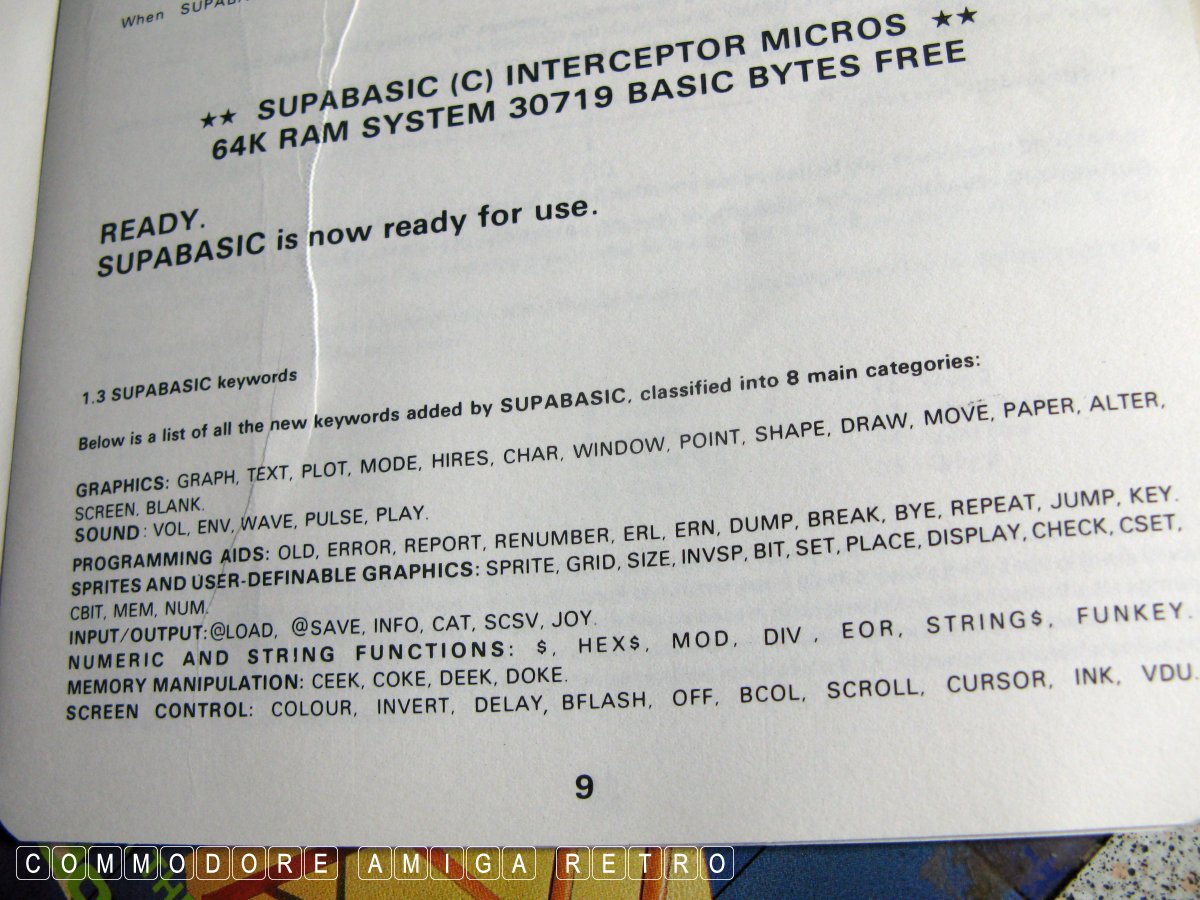 When SUPABA
★★ SUPABASIC (C) INTERCEPTOR MICROS ★★
64K RAM SYSTEM 30719 BASIC BYTES FREE
READY.
SUPABASIC is now ready for use.
1.3 SUPABASIC keywords
Below is a list of all the new keywords added by SUPABASIC, classified into 8 main categories:
GRAPHICS: GRAPH, TEXT, PLOT, MODE, HIRES, CHAR, WINDOW, POINT, SHAPE, DRAW, MOVE, PAPER, ALTER,
SCREEN, BLANK.
SOUND: VOL, ENV, WAVE, PULSE, PLAY.
PROGRAMMING AIDS: OLD, ERROR, REPORT, RENUMBER, ERL, ERN, DUMP, BREAK, BYE, REPEAT, JUMP, KEY.
SPRITES AND USER-DEFINABLE GRAPHICS: SPRITE, GRID, SIZE, INVSP, BIT, SET, PLACE, DISPLAY, CHECK, CSET,
CBIT, MEM, NUM.
INPUT/OUTPUT: @LOAD, @SAVE, INFO, CAT, SCSV, JOY.
NUMERIC AND STRING FUNCTIONS: $, HEX$, MOD, DIV, EOR, STRING$, FUNKEY.
MEMORY MANIPULATION: CEEK, COKE, DEEK, DOKE.
SCREEN CONTROL: COLOUR, INVERT, DELAY, BFLASH, OFF, BCOL, SCROLL, CURSOR, INK, VDU.
9
COMMODORE AMIGA RETRO